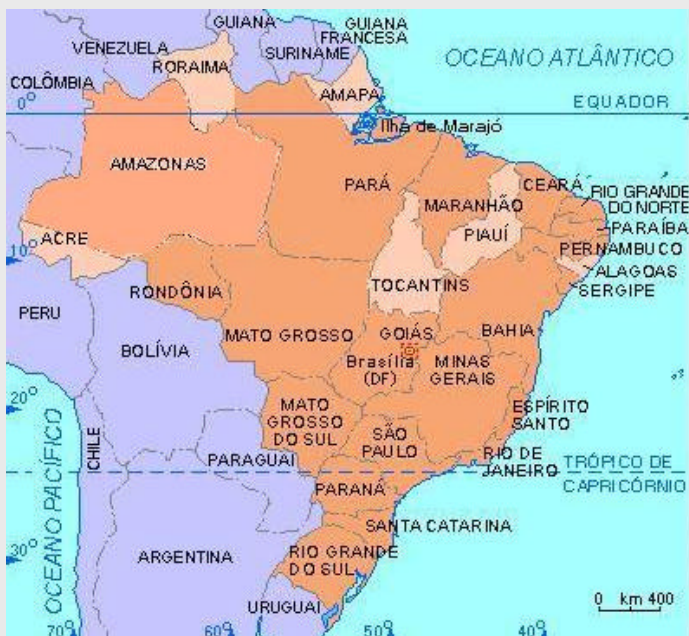 GUIANA
GUIANA
FRANCESA
VENEZUELA
SURINAME
OCEANO ATLÂNTICO
RORAIMA
COLÔMBIA
AMAPA
0°
EQUADOR
Ilha de Marajó
AMAZONAS
PARÁ
CEARÁ
RIO GRANDE
DO NORTE
MARANHÃO
PARAÍBA
PIAUÍ
ACRE
PERNAMBUCO
10°
ALAGOAS
TOCANTINS
SERGIPE
RONDÔNIA
PERU
MATO GROSSO
GOIÁS
BAHIA
BOLÍVIA
Brasília
(DF)
MINAS
GERAIS
20°
MATO
GROSSO
DO SUL
ESPÍRITO
SANTO
SÃO
PAULO
CHILE
OCEANO PACÍFICO
PARAGUAI
RIO DE
JANEIRO
TRÓPICO DE
CAPRICÓRNIO
PARANÁ
SANTA CATARINA
30°
ARGENTINA
RIO GRANDE
DO SUL
URUGUAI
0 km 400
70°
60°
50°
40°